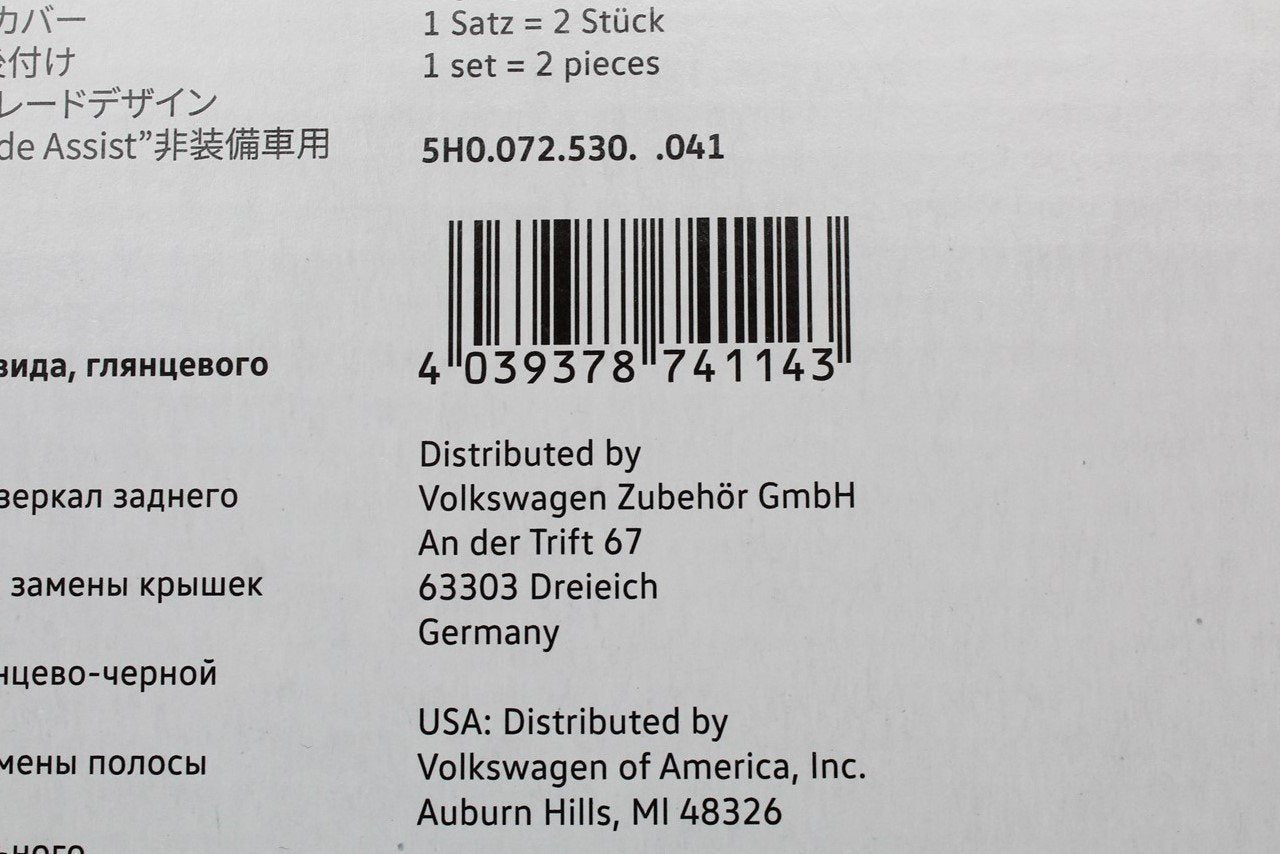 カバー
付け
レードデザイン
de Assist”非装備車用
вида, глянцевого
зеркал заднего
замены крышек
нцево-черной
мены полосы
ьного
1 Satz = 2 Stück
1 set = 2 pieces
5H0.072.530. .041
4 039378 741143
Distributed by
Volkswagen Zubehör GmbH
An der Trift 67
63303 Dreieich
Germany
USA: Distributed by
Volkswagen of America, Inc.
Auburn Hills, MI 48326